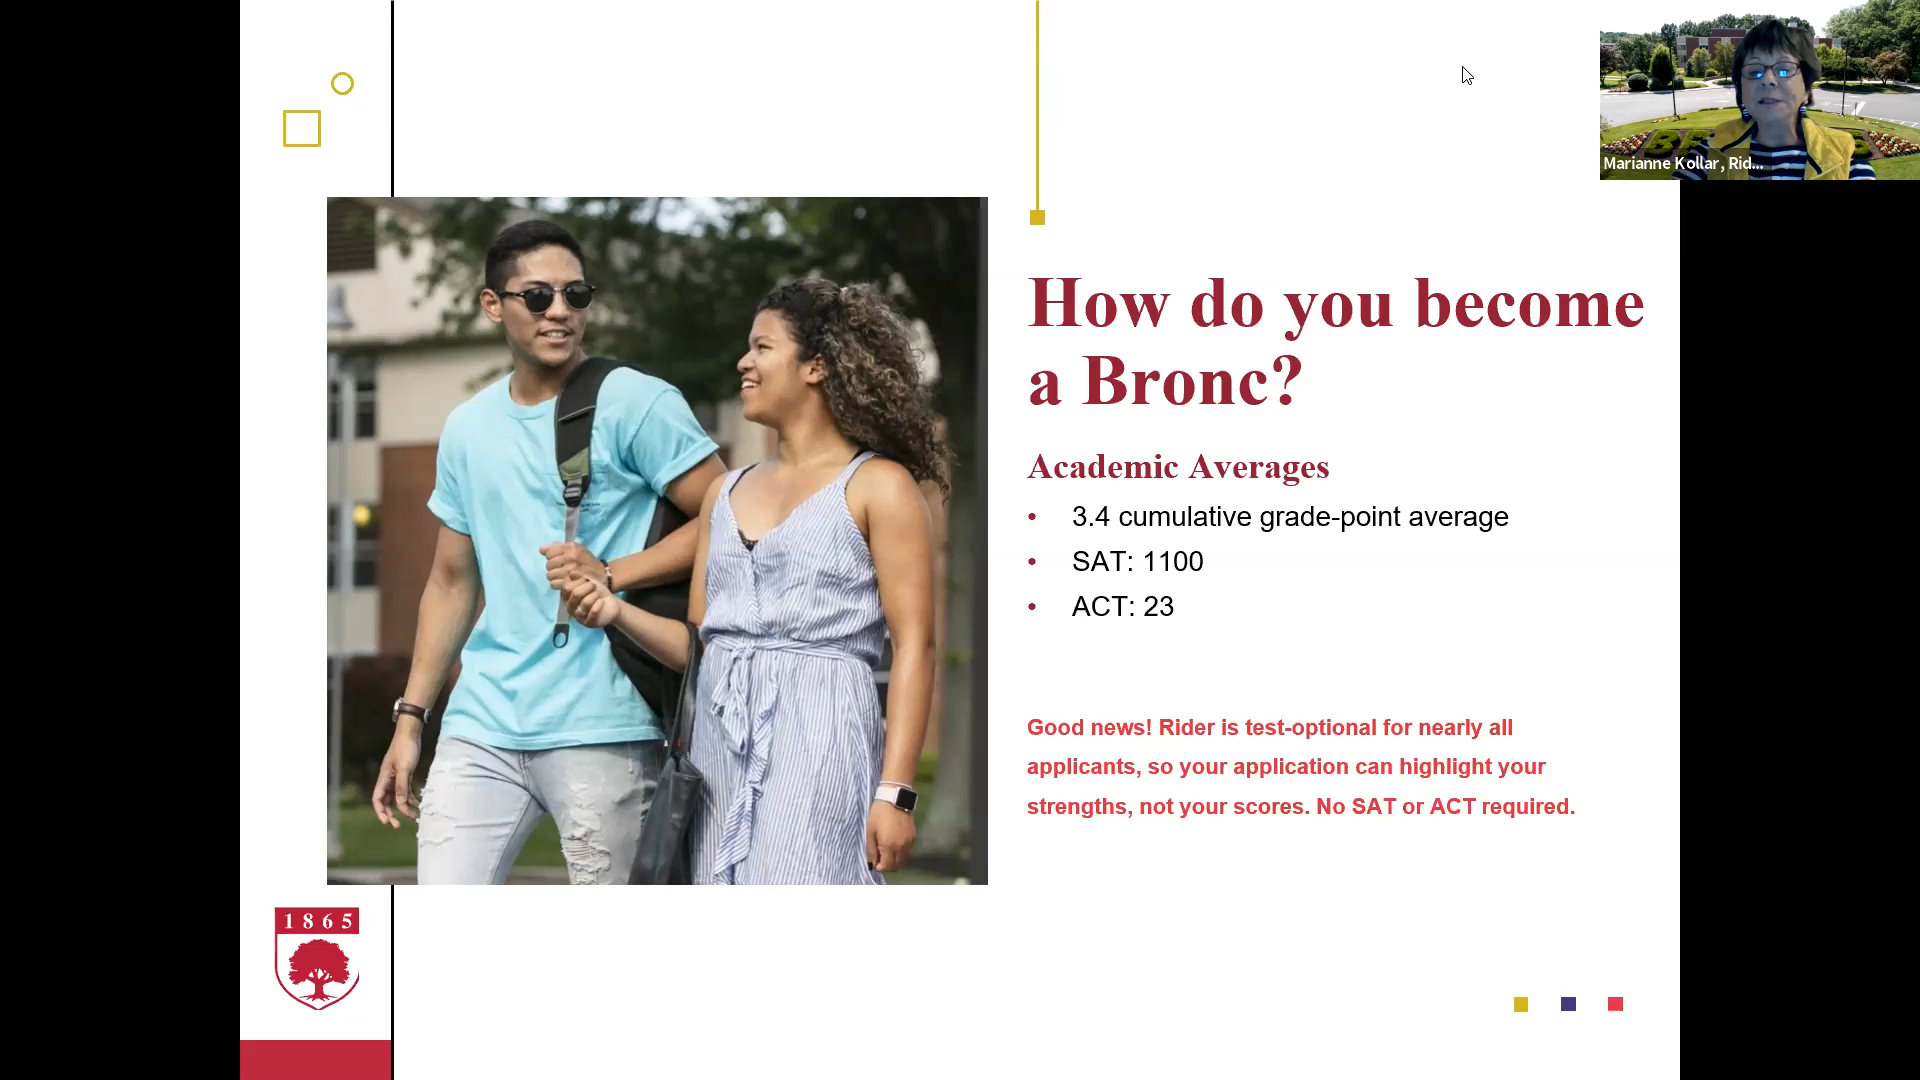 Marianne Kollar, Rid...
How do you become
a Bronc?
Academic Averages
• 3.4 cumulative grade-point average
• SAT: 1100
• ACT: 23
Good news! Rider is test-optional for nearly all
applicants, so your application can highlight your
strengths, not your scores. No SAT or ACT required.
1865